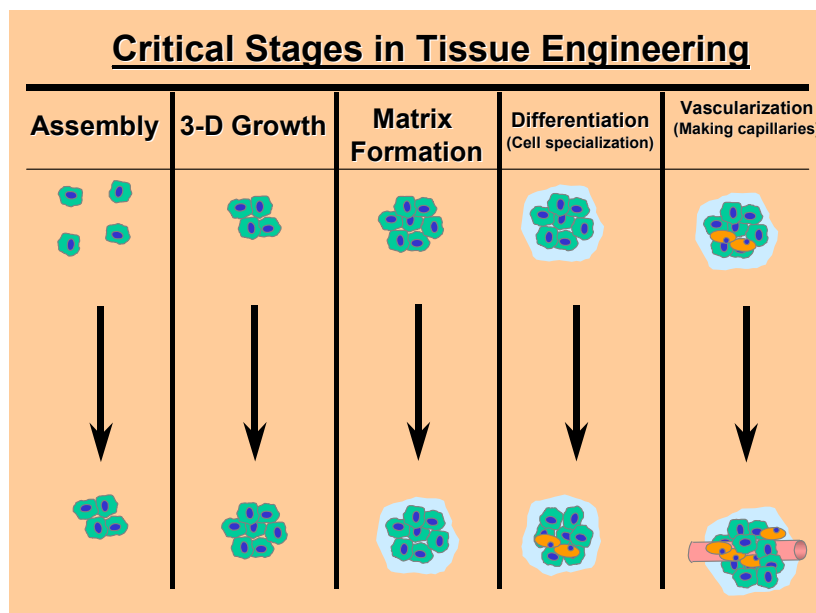 Critical Stages in Tissue Engineering
Assembly
3-D Growth
Matrix
Formation
Differentiation
(Cell specialization)
Vascularization
(Making capillaries)